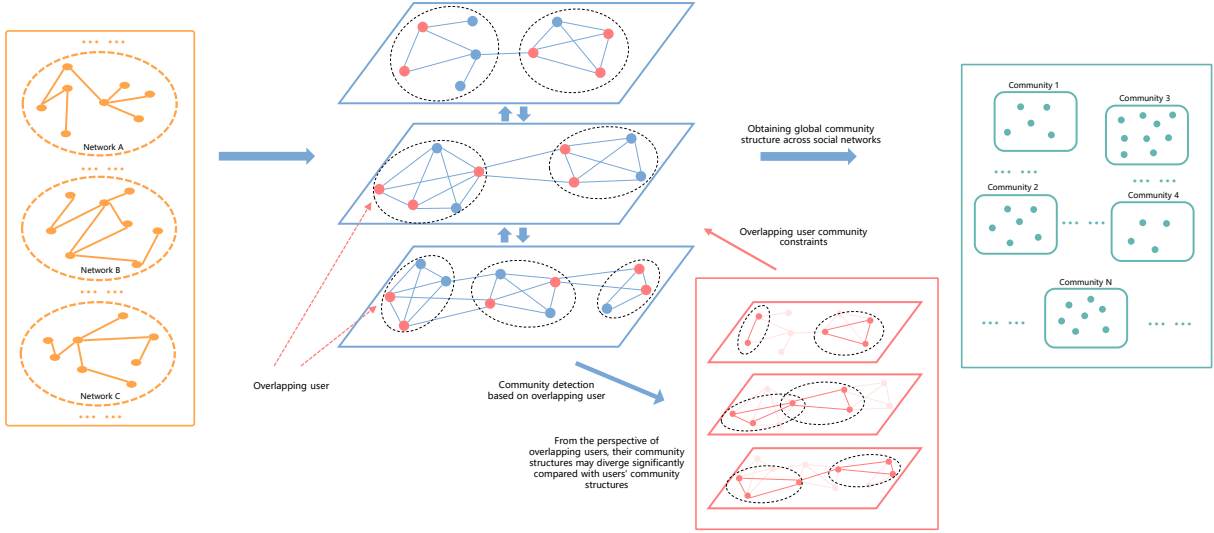 Network A
Network B
Network C
Overlapping user
Community detection
based on overlapping user
From the perspective of
overlapping users, their community
structures may diverge significantly
compared with users' community
structures
Overlapping user community
constraints
Obtaining global community
structure across social networks
Community 1
Community 3
Community 2
Community 4
Community N